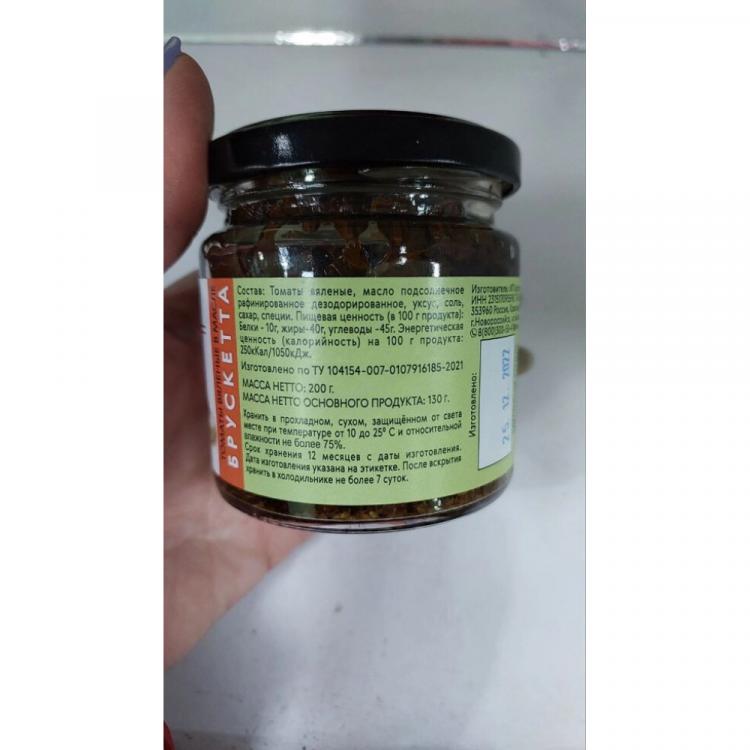 ТОМАТЫ ВЯЛЕНЫЕ В МАСЛЕ
БРУСКЕТТА
Состав: Томаты вяленые, масло подсолнечное
рафинированное дезодорированное, уксус, соль,
сахар, специи. Пищевая ценность (в 100 г продукта):
Белки - 10г, жиры-40г, углеводы -45г. Энергетическая
ценность (калорийность) на 100 г продукта:
250кКал/1050кДж.
Изготовлено по ТУ 104154-007-0107916185-2021
МАССА НЕТТО: 200 г.
МАССА НЕТТО ОСНОВНОГО ПРОДУКТА: 130 г.
Хранить в прохладном, сухом, защищённом от света
месте при температуре от 10 до 25° С и относительной
влажности не более 75%.
Срок хранения 12 месяцев с даты изготовления.
Дата изготовления указана на этикетке. После вскрытия
хранить в холодильнике не более 7 суток.
Изготовитель:
ИНН
353960 Россия,
г.Новороссийск,
Изготовлено:
25. 12. 2022